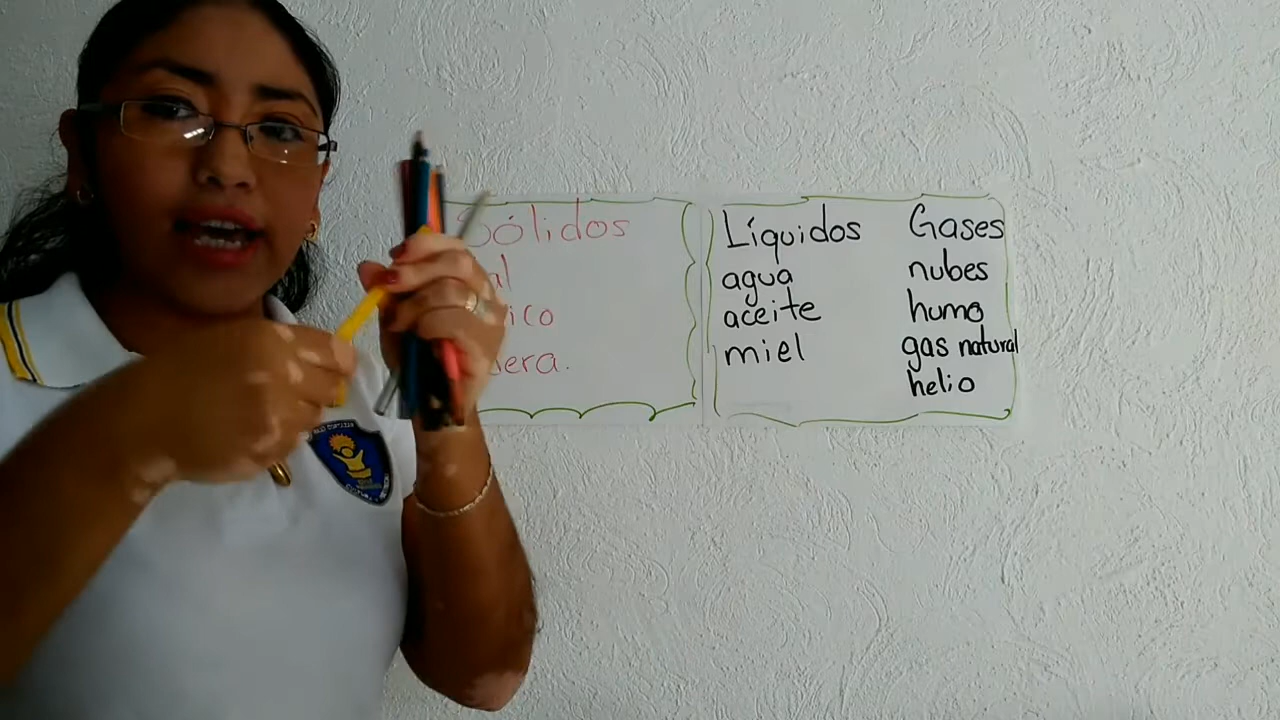 Sólidos
Líquidos
agua
aceite
miel
Gases
nubes
humo
gas natural
helio